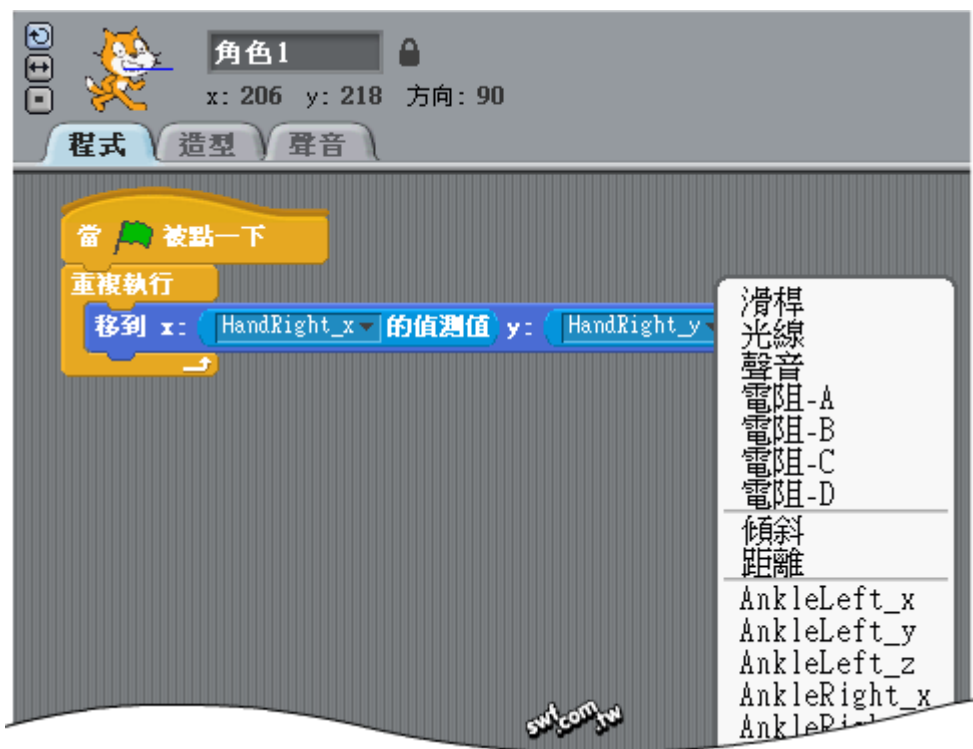 角色1
x: 206 y: 218 方向: 90
程式 造型 聲音
當 被點一下
重複執行
移到 x: HandRight_x 的偵測值 y: HandRight_y
滑桿
光線
聲音
電阻-A
電阻-B
電阻-C
電阻-D
傾斜
距離
AnkleLeft_x
AnkleLeft_y
AnkleLeft_z
AnkleRight_x
swf.com.tw